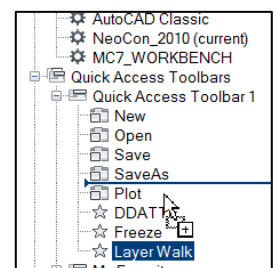 AutoCAD Classic
NeoCon_2010 (current)
MC7_WORKBENCH
Quick Access Toolbars
Quick Access Toolbar 1
New
Open
Save
SaveAs
Plot
Freeze
Layer Walk